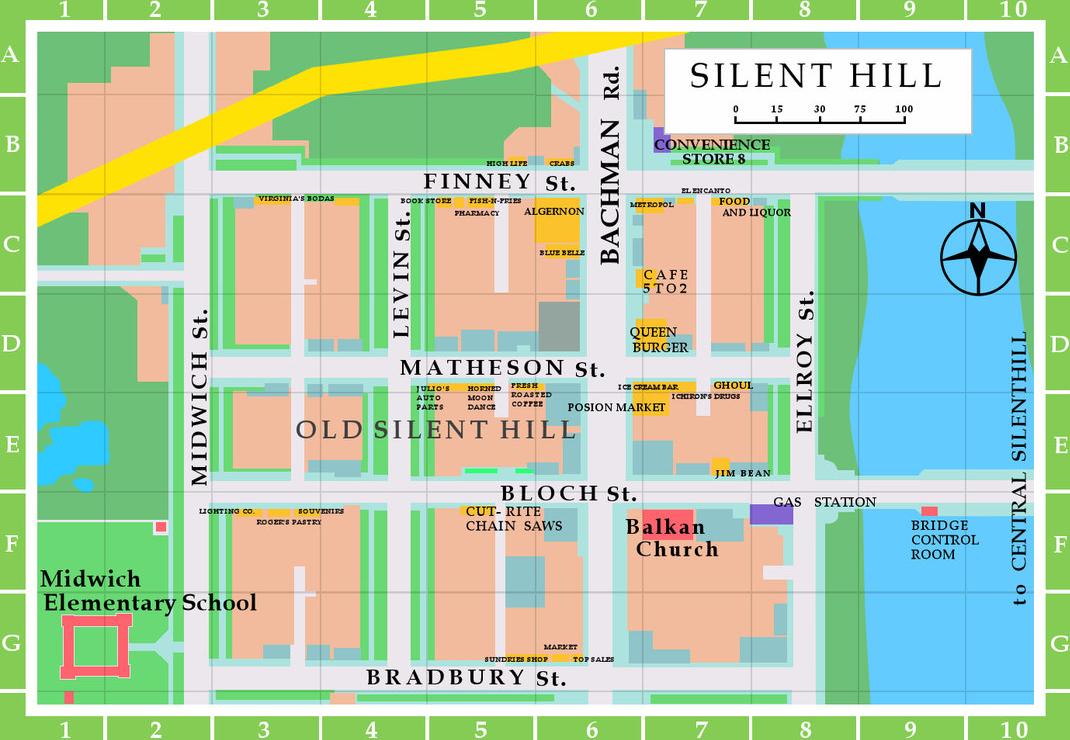 1 2 3 4 5 6 7 8 9 10
A A
SILENT HILL
0 15 30 75 100
Rd.
B B
CONVENIENCE
STORE 8
HIGH LIFE CRABS
FINNEY St.
BACHMAN
EL ENCANTO
VIRGINIA'S BODAS
BOOK STORE FISH-N-FRIES
METROPOL
FOOD
AND LIQUOR
PHARMACY
ALGERNON
N
C C
BLUE BELLE
LEVIN St.
CAFE
5TO2
D D
QUEEN
BURGER
MIDWICH St.
ELLROY St.
MATHESON St.
JULIO'S
AUTO
PARTS
HORNED
MOON
DANCE
FRESH
ROASTED
COFFEE
ICE CREAM BAR
GHOUL
ICHIRON'S DRUGS
POSION MARKET
OLD SILENT HILL
E E
JIM BEAN
BLOCH St.
GAS STATION
to CENTRAL SILENTHILL
LIGHTING CO. SOUVENIRS
ROGER'S PASTRY
CUT-RITE
CHAIN SAWS
Balkan
Church
BRIDGE
CONTROL
ROOM
F F
Midwich
Elementary School
G G
MARKET
SUNDRIES SHOP TOP SALES
BRADBURY St.
1 2 3 4 5 6 7 8 9 10